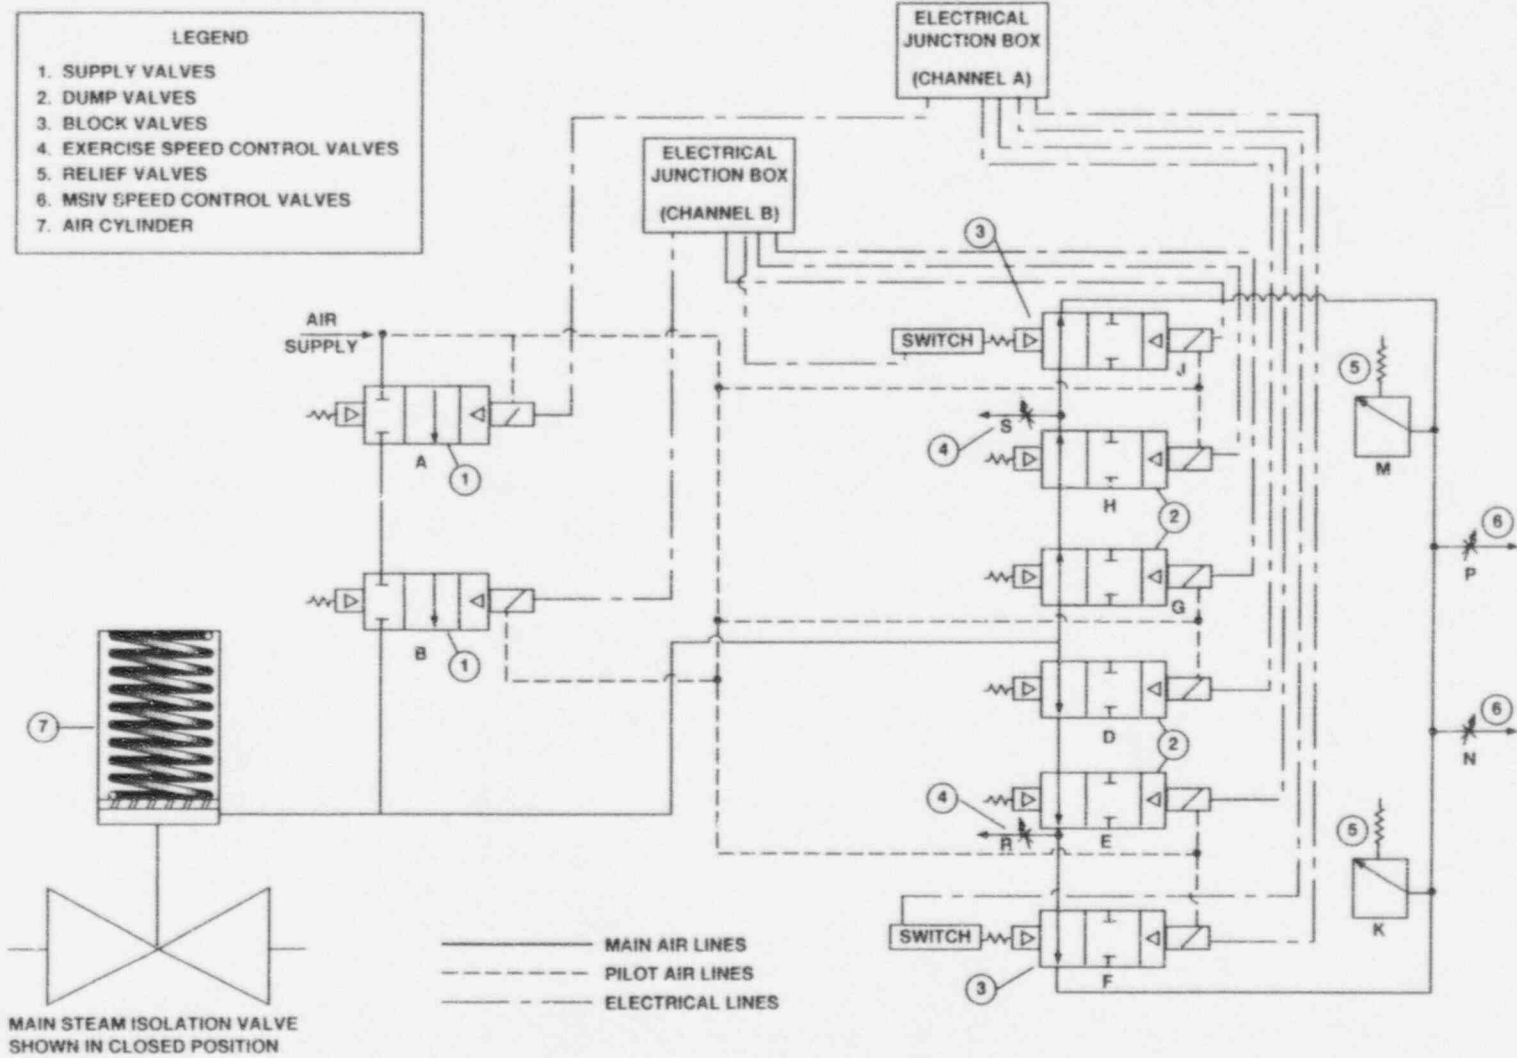 LEGEND
1. SUPPLY VALVES
2. DUMP VALVES
3. BLOCK VALVES
4. EXERCISE SPEED CONTROL VALVES
5. RELIEF VALVES
6. MSIV SPEED CONTROL VALVES
7. AIR CYLINDER
ELECTRICAL
JUNCTION BOX
(CHANNEL A)
ELECTRICAL
JUNCTION BOX
(CHANNEL B)
3
AIR
SUPPLY
SWITCH
J
5
S
4
A
1
M
H
2
6
P
G
B
1
7
D
2
6
N
4
R
E
5
K
SWITCH
3
F
MAIN AIR LINES
PILOT AIR LINES
ELECTRICAL LINES
MAIN STEAM ISOLATION VALVE
SHOWN IN CLOSED POSITION